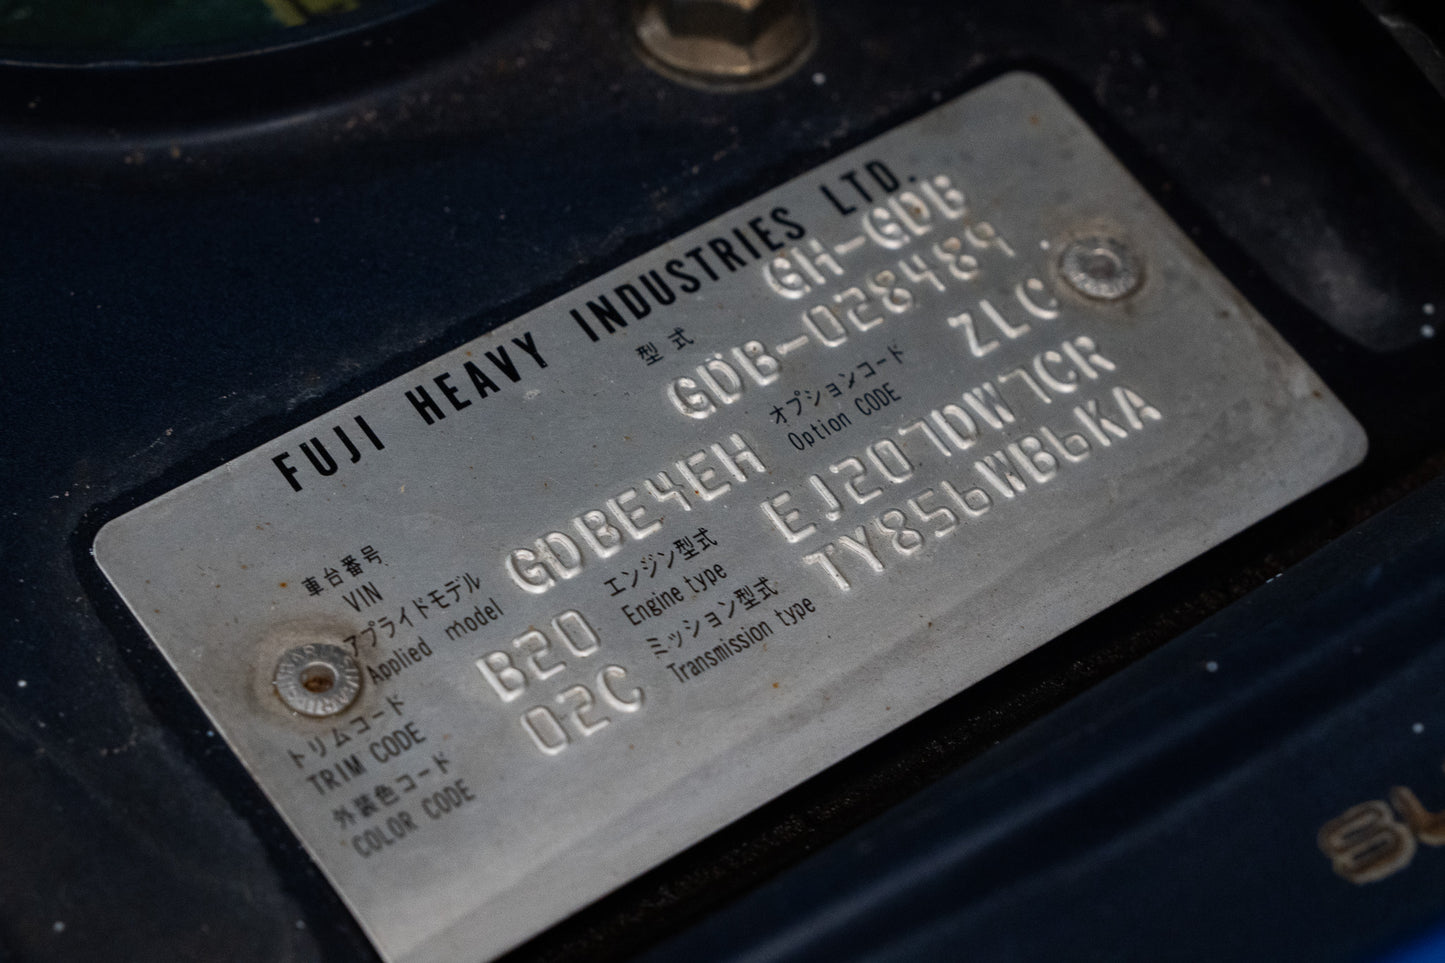 FUJI HEAVY INDUSTRIES LTD.
型式 GH-GDB
車台番号 VIN GDB-028489
アプライドモデル Applied model GDBE4EH オプションコード Option CODE ZLC
トリムコード TRIM CODE B20 エンジン型式 Engine type EJ207DW7CR
外装色コード COLOR CODE 02C ミッション型式 Transmission type TY856WB6KA